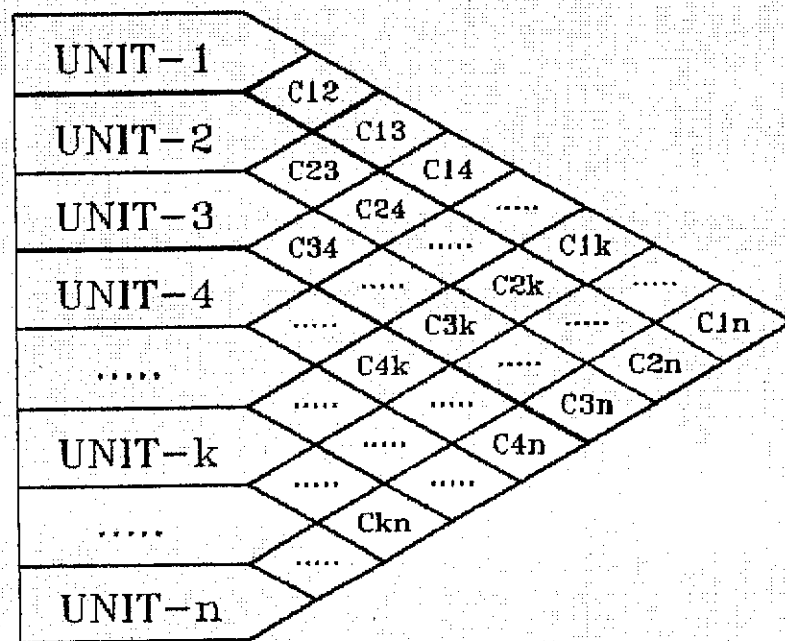 UNIT-1
C12
UNIT-2
C13
C23
C14
UNIT-3
C24
.....
C34
.....
C1k
UNIT-4
.....
C2k
.....
.....
C3k
.....
C1n
.....
C4k
.....
C2n
.....
.....
C3n
UNIT-k
.....
C4n
.....
.....
.....
Ckn
UNIT-n
.....